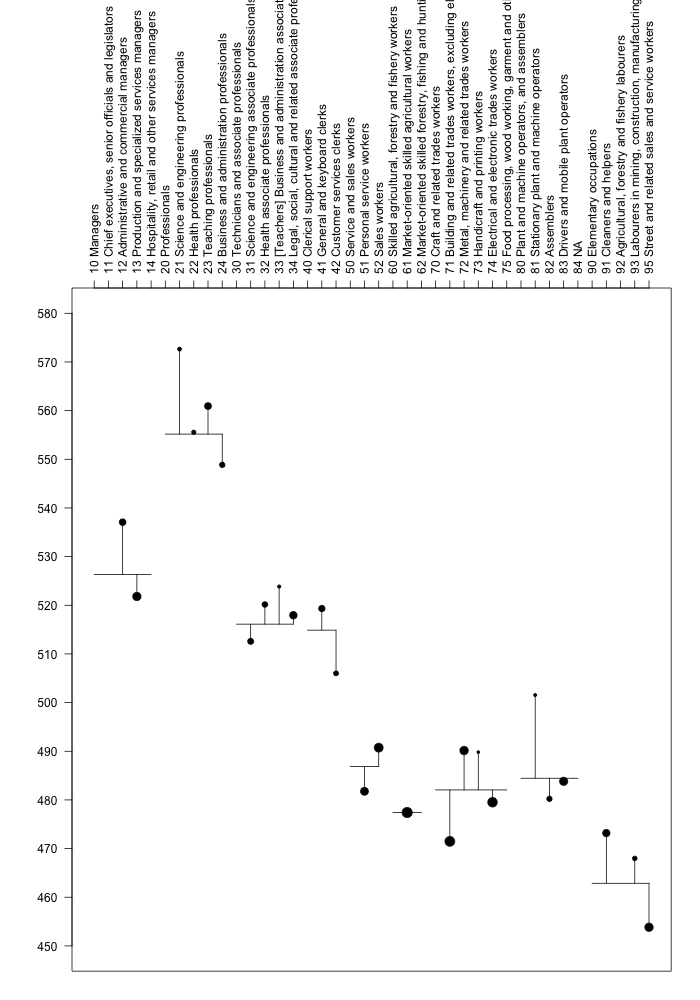 10 Managers
11 Chief executives, senior officials and legislators
12 Administrative and commercial managers
13 Production and specialized services managers
14 Hospitality, retail and other services managers
20 Professionals
21 Science and engineering professionals
22 Health professionals
23 Teaching professionals
24 Business and administration professionals
30 Technicians and associate professionals
31 Science and engineering associate professionals
32 Health associate professionals
33 [Teachers] Business and administration associat
34 Legal, social, cultural and related associate profe
40 Clerical support workers
41 General and keyboard clerks
42 Customer services clerks
50 Service and sales workers
51 Personal service workers
52 Sales workers
60 Skilled agricultural, forestry and fishery workers
61 Market-oriented skilled agricultural workers
62 Market-oriented skilled forestry, fishing and hunti
70 Craft and related trades workers
71 Building and related trades workers, excluding el
72 Metal, machinery and related trades workers
73 Handicraft and printing workers
74 Electrical and electronic trades workers
75 Food processing, wood working, garment and ot
80 Plant and machine operators, and assemblers
81 Stationary plant and machine operators
82 Assemblers
83 Drivers and mobile plant operators
84 NA
90 Elementary occupations
91 Cleaners and helpers
92 Agricultural, forestry and fishery labourers
93 Labourers in mining, construction, manufacturing
95 Street and related sales and service workers
580
570
560
550
540
530
520
510
500
490
480
470
460
450